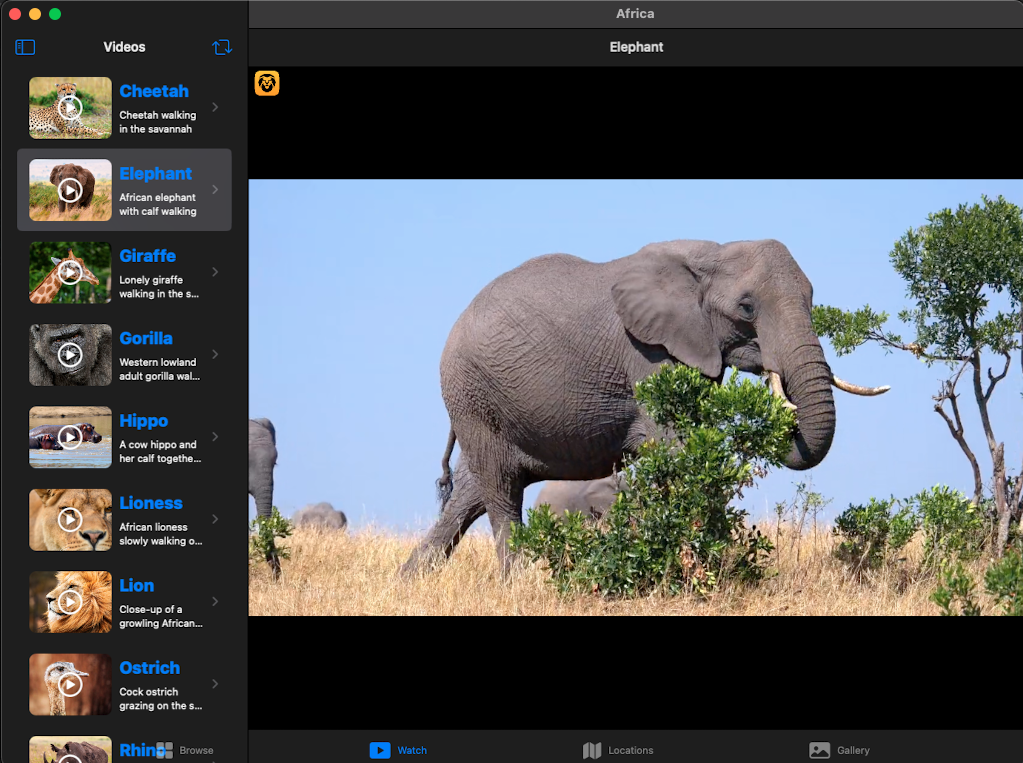 Africa
Videos
Elephant
Cheetah
Cheetah walking
in the savannah
Elephant
African elephant
with calf walking
Giraffe
Lonely giraffe
walking in the s...
Gorilla
Western lowland
adult gorilla wal...
Hippo
A cow hippo and
her calf togethe...
Lioness
African lioness
slowly walking o...
Lion
Close-up of a
growling African...
Ostrich
Cock ostrich
grazing on the s...
Rhino
Browse
Watch
Locations
Gallery